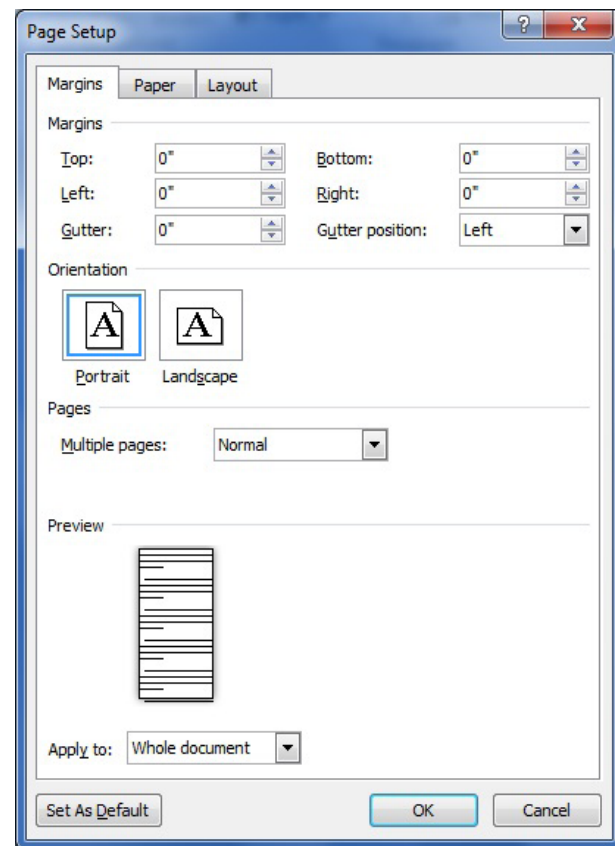 Page Setup
Margins Paper Layout
Margins
Top: 0" Bottom: 0"
Left: 0" Right: 0"
Gutter: 0" Gutter position: Left
Orientation
A A
Portrait Landscape
Pages
Multiple pages: Normal
Preview
Apply to: Whole document
Set As Default OK Cancel